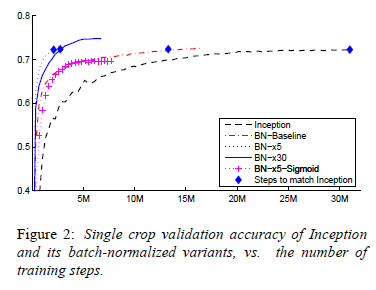 0.8
0.7
0.6
0.5
0.4
5M 10M 15M 20M 25M 30M
Inception
BN-Baseline
BN-x5
BN-x30
BN-x5-Sigmoid
Steps to match Inception
Figure 2: Single crop validation accuracy of Inception
and its batch-normalized variants, vs. the number of
training steps.